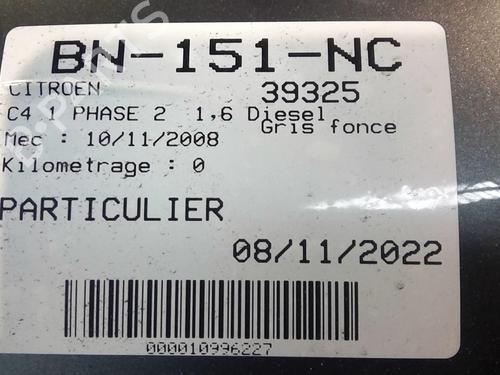 BN-151-NC
CITROEN 39325
C4 1 PHASE 2 1,6 Diesel
Gris fonce
Mec : 10/11/2008
Kilometrage : 0
PARTICULIER
08/11/2022
000010996227